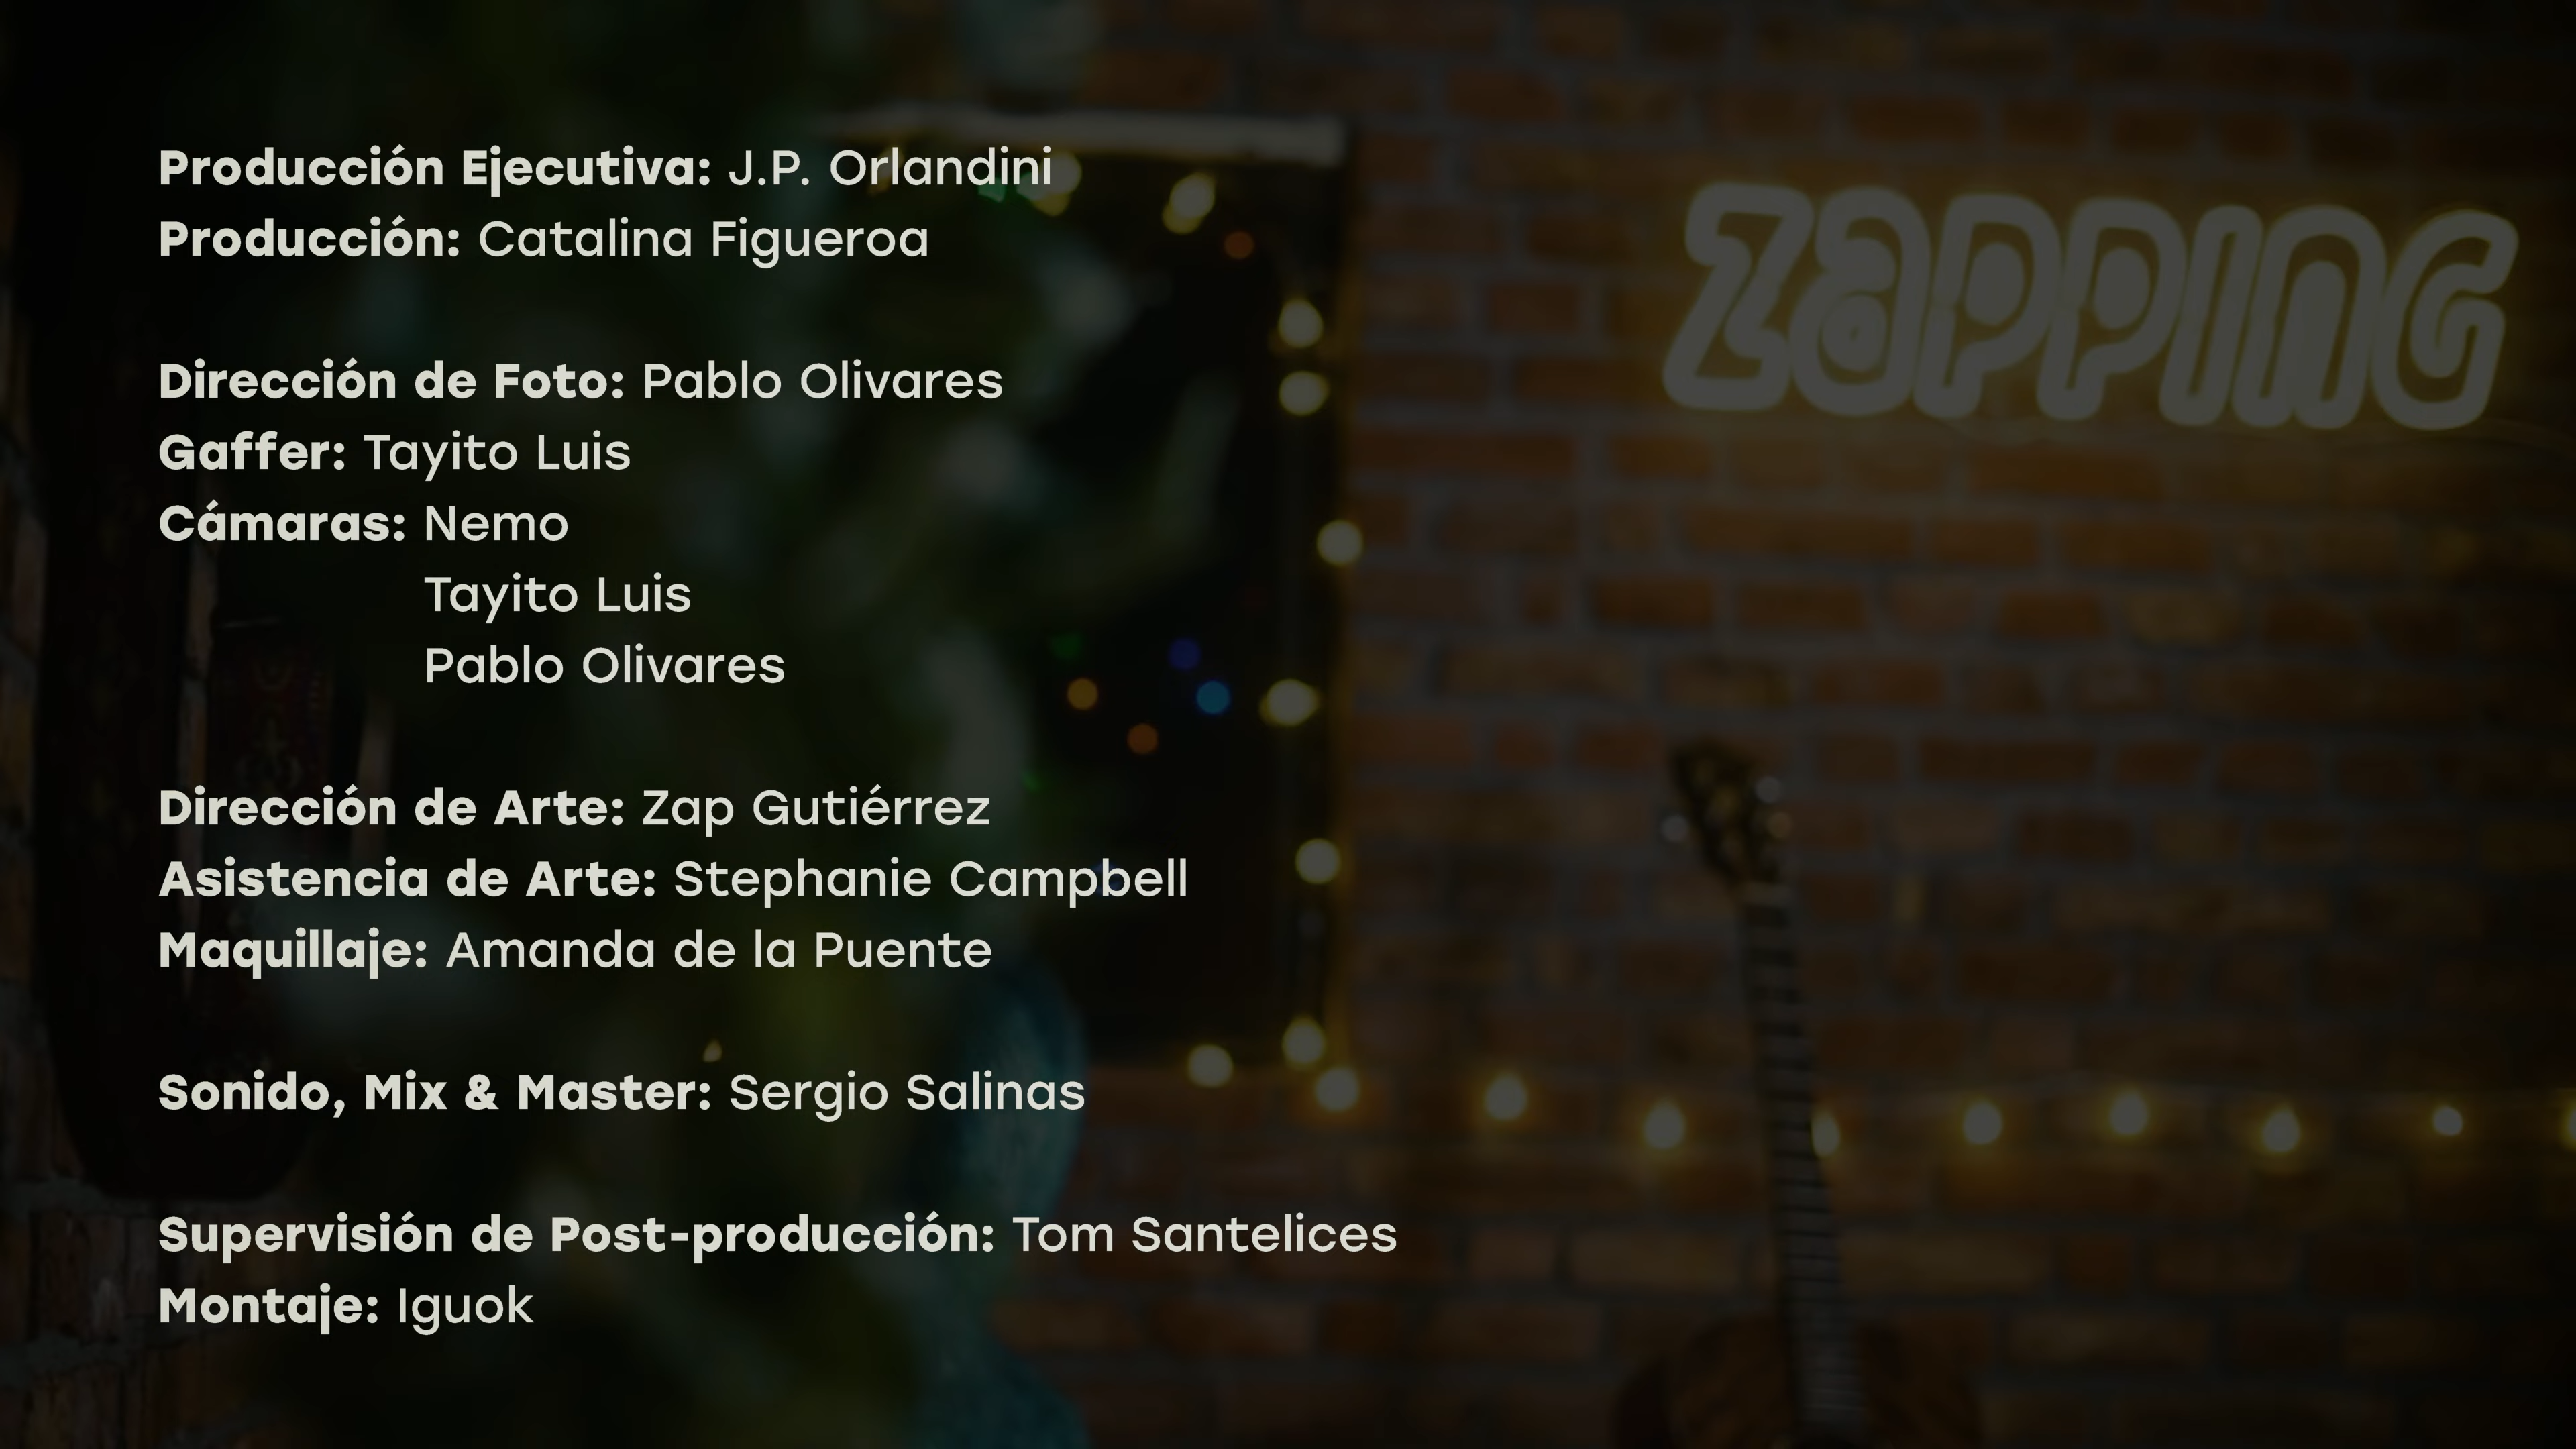 Producción Ejecutiva: J.P. Orlandini
Producción: Catalina Figueroa
Dirección de Foto: Pablo Olivares
Gaffer: Tayito Luis
Cámaras: Nemo
Tayito Luis
Pablo Olivares
Dirección de Arte: Zap Gutiérrez
Asistencia de Arte: Stephanie Campbell
Maquillaje: Amanda de la Puente
Sonido, Mix & Master: Sergio Salinas
Supervisión de Post-producción: Tom Santelices
Montaje: Iguok
ZAPPING